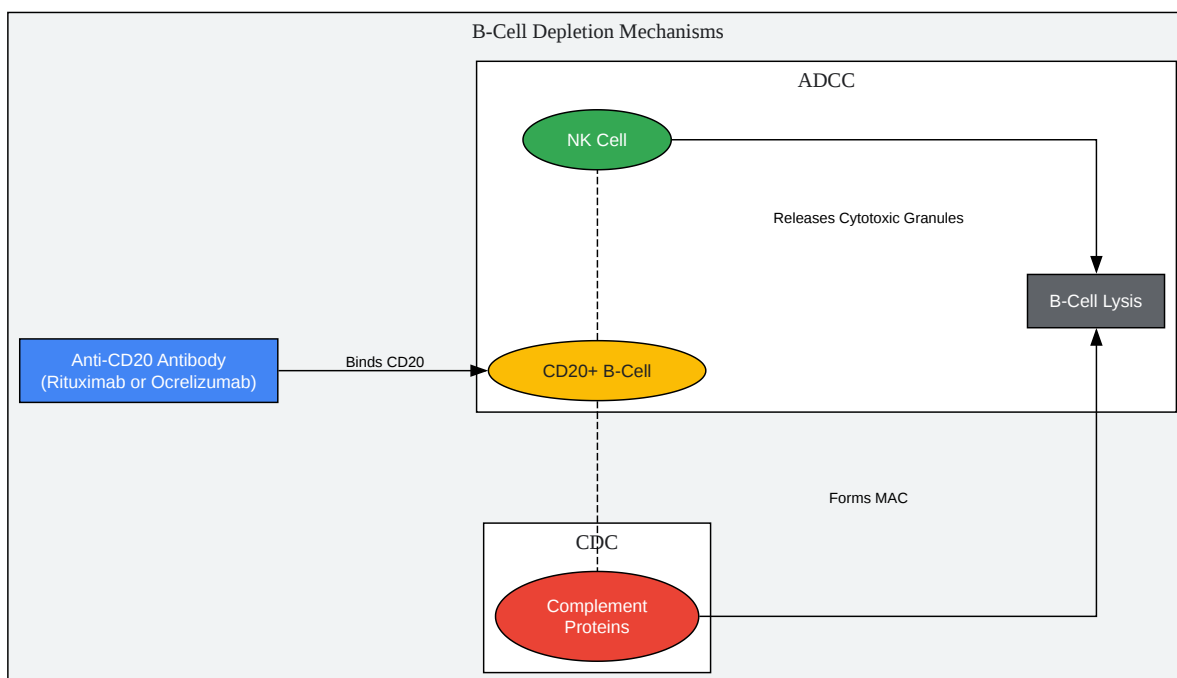 B-Cell Depletion Mechanisms
ADCC
NK Cell
Releases Cytotoxic Granules
B-Cell Lysis
Anti-CD20 Antibody
(Rituximab or Ocrelizumab)
Binds CD20
CD20+ B-Cell
Forms MAC
CDC
Complement
Proteins